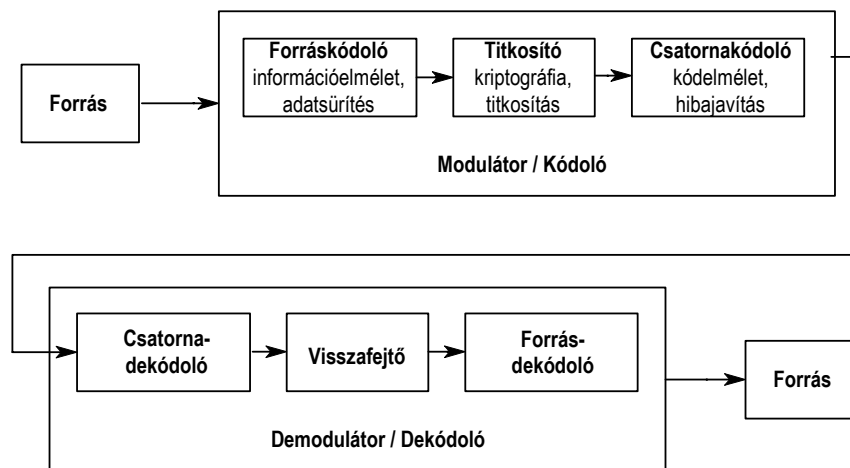 Forrás
Forráskódoló
információelmélet,
adatsürítés
Titkosító
kriptográfia,
titkosítás
Csatornakódoló
kódelmélet,
hibajavítás
Modulátor / Kódoló
Csatorna-
dekódoló
Visszafejtő
Forrás-
dekódoló
Forrás
Demodulátor / Dekódoló